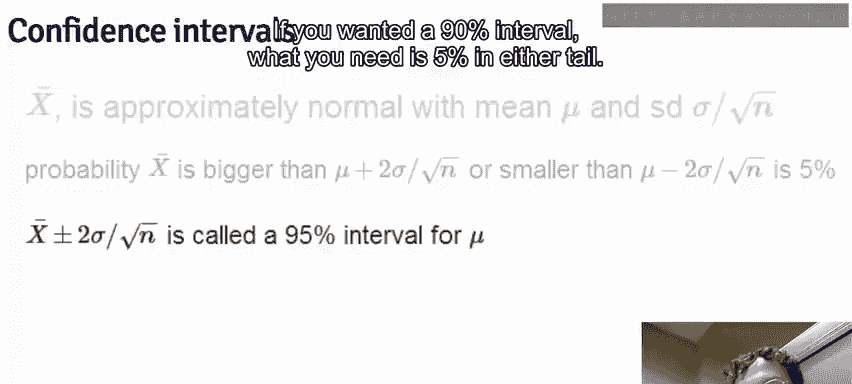 Confidence intervals
If you wanted a 90% interval,
what you need is 5% in either tail.
X̄, is approximately normal with mean μ and sd σ/√n
probability X̄ is bigger than μ + 2σ/√n or smaller than μ − 2σ/√n is 5%
X̄ ± 2σ/√n is called a 95% interval for μ